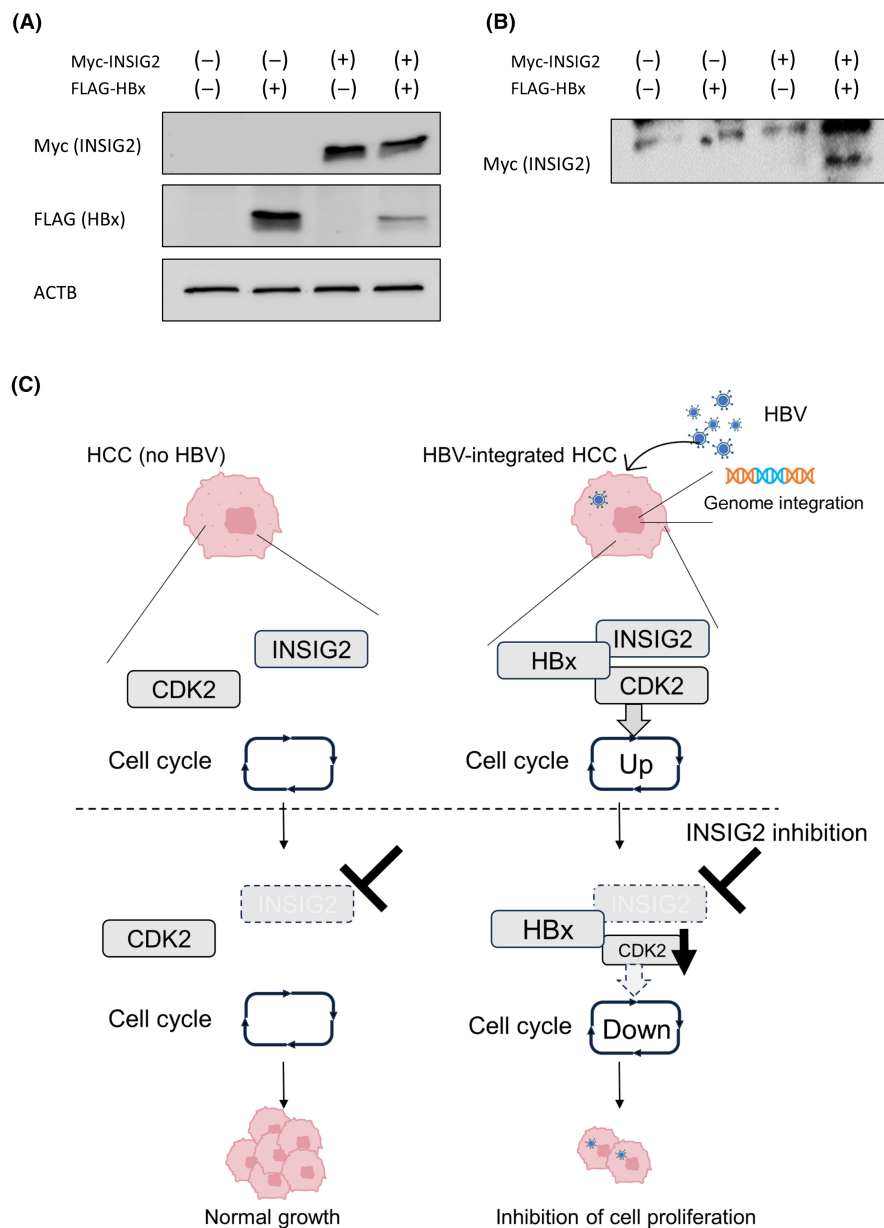 (A)
Myc-INSIG2 (−) (−) (+) (+)
FLAG-HBx (−) (+) (−) (+)
Myc (INSIG2)
FLAG (HBx)
ACTB
(B)
Myc-INSIG2 (−) (−) (+) (+)
FLAG-HBx (−) (+) (−) (+)
Myc (INSIG2)
(C)
HCC (no HBV)
INSIG2
CDK2
Cell cycle
HBV
HBV-integrated HCC
Genome integration
INSIG2
HBx
CDK2
Cell cycle
Up
INSIG2
CDK2
Cell cycle
Normal growth
INSIG2 inhibition
INSIG2
HBx
CDK2
Cell cycle
Down
Inhibition of cell proliferation